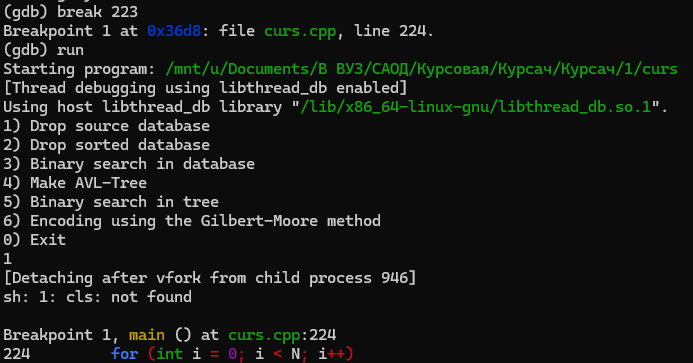 (gdb) break 223
Breakpoint 1 at 0x36d8: file curs.cpp, line 224.
(gdb) run
Starting program: /mnt/u/Documents/В ВУЗ/САОД/Курсовая/Курсач/Курсач/1/curs
[Thread debugging using libthread_db enabled]
Using host libthread_db library "/lib/x86_64-linux-gnu/libthread_db.so.1".
1) Drop source database
2) Drop sorted database
3) Binary search in database
4) Make AVL-Tree
5) Binary search in tree
6) Encoding using the Gilbert-Moore method
0) Exit
1
[Detaching after vfork from child process 946]
sh: 1: cls: not found
Breakpoint 1, main () at curs.cpp:224
224 for (int i = 0; i < N; i++)